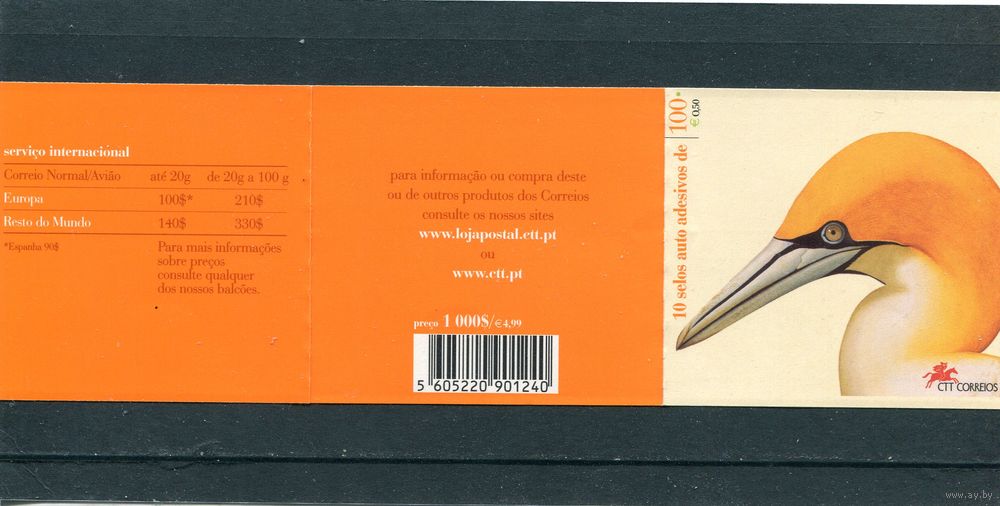 serviço internacional
Correio Normal/Avião até 20g de 20g a 100 g
Europa 100$* 210$
Resto do Mundo 140$ 330$
*Espanha 90$
Para mais informações
sobre preços
consulte qualquer
dos nossos balcões.
para informação ou compra deste
ou de outros produtos dos Correios
consulte os nossos sites
www.lojapostal.ctt.pt
ou
www.ctt.pt
preço 1 000$/€4,99
5 605220 901240
10 selos auto adesivos de 100•
€ 0,50
CTT CORREIOS
www.ay.by